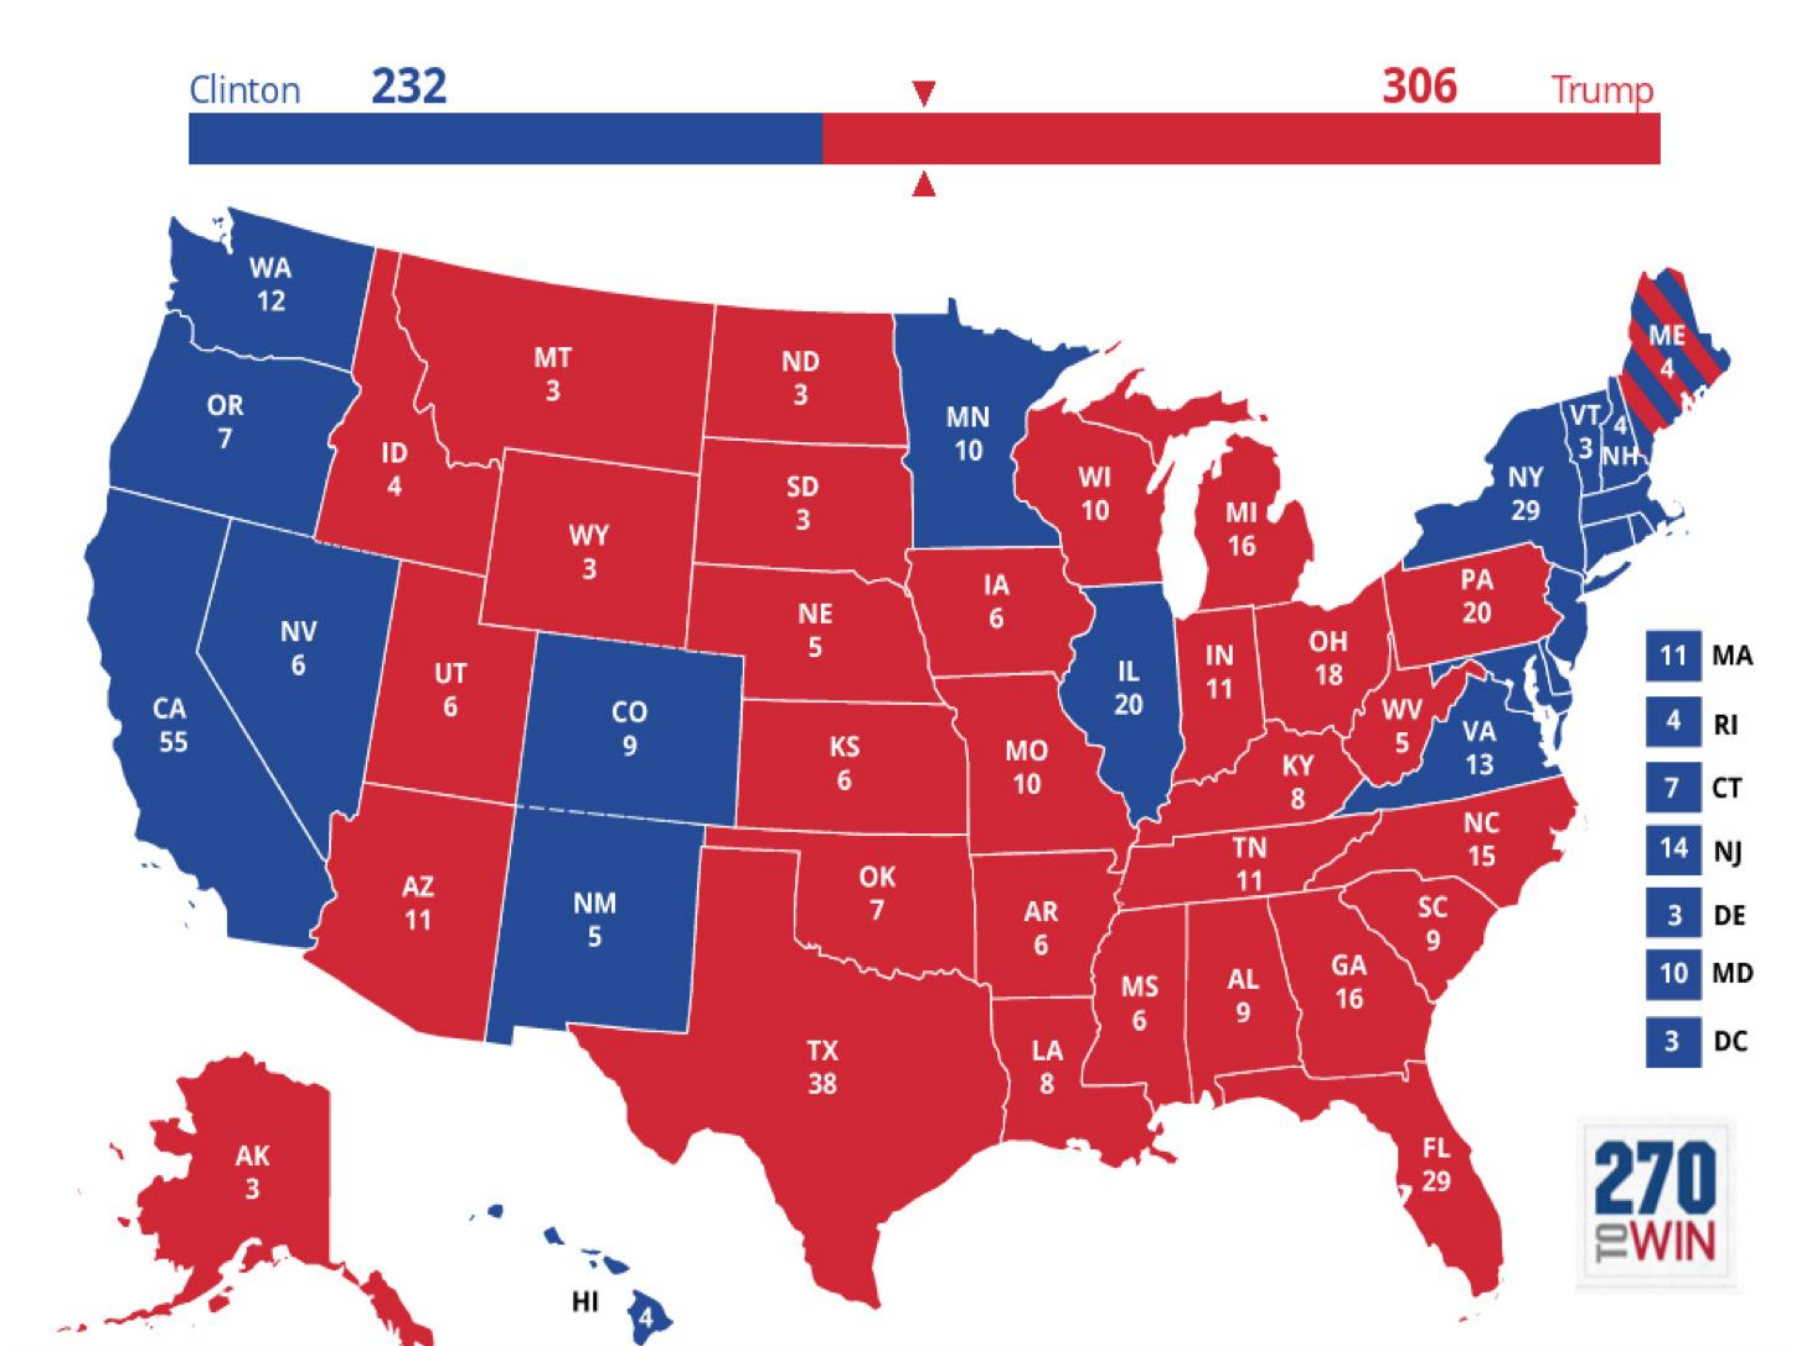 Clinton 232 306 Trump
WA
12
OR
7
CA
55
NV
6
ID
4
MT
3
WY
3
UT
6
AZ
11
CO
9
NM
5
ND
3
SD
3
NE
5
KS
6
OK
7
TX
38
MN
10
IA
6
MO
10
AR
6
LA
8
WI
10
IL
20
MI
16
IN
11
OH
18
KY
8
TN
11
MS
6
AL
9
GA
16
FL
29
SC
9
NC
15
VA
13
WV
5
PA
20
NY
29
VT
3
4
NH
ME
4
11 MA
4 RI
7 CT
14 NJ
3 DE
10 MD
3 DC
AK
3
HI 4
270
TO WIN